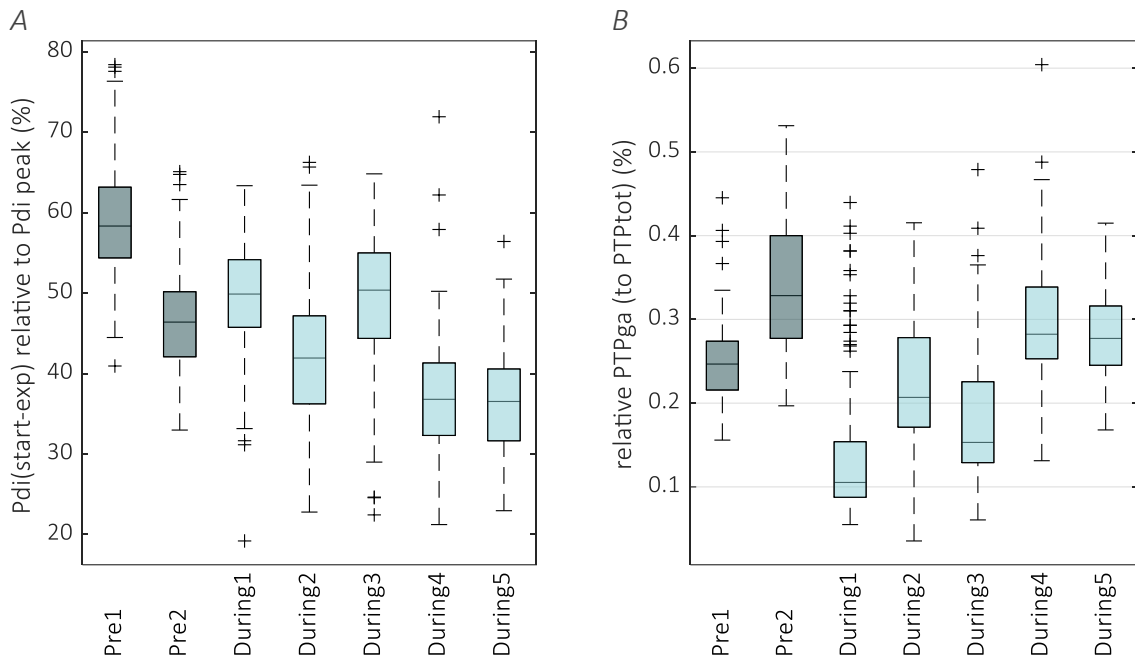 A
Pdi(start-exp) relative to Pdi peak (%)
80
70
60
50
40
30
20
Pre1
Pre2
During1
During2
During3
During4
During5
B
relative PTPga (to PTPtot) (%)
0.6
0.5
0.4
0.3
0.2
0.1
Pre1
Pre2
During1
During2
During3
During4
During5